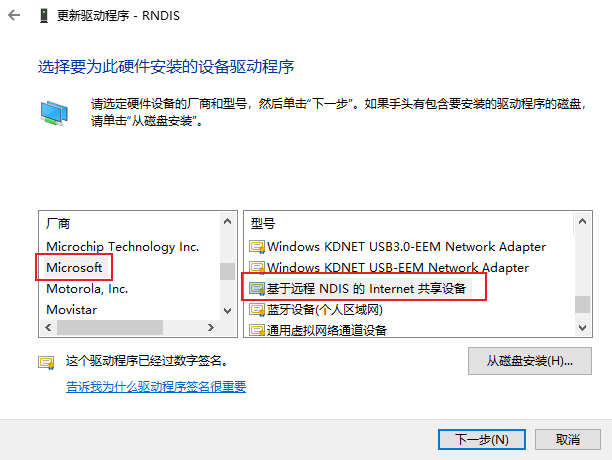 更新驱动程序 - RNDIS
选择要为此硬件安装的设备驱动程序
请选定硬件设备的厂商和型号，然后单击“下一步”。如果手头有包含要安装的驱动程序的磁盘，
请单击“从磁盘安装”。
厂商
Microchip Technology Inc.
Microsoft
Motorola, Inc.
Movistar
型号
Windows KDNET USB3.0-EEM Network Adapter
Windows KDNET USB-EEM Network Adapter
基于远程 NDIS 的 Internet 共享设备
蓝牙设备(个人区域网)
通用虚拟网络通道设备
这个驱动程序已经过数字签名。
告诉我为什么驱动程序签名很重要
从磁盘安装(H)...
下一步(N)
取消